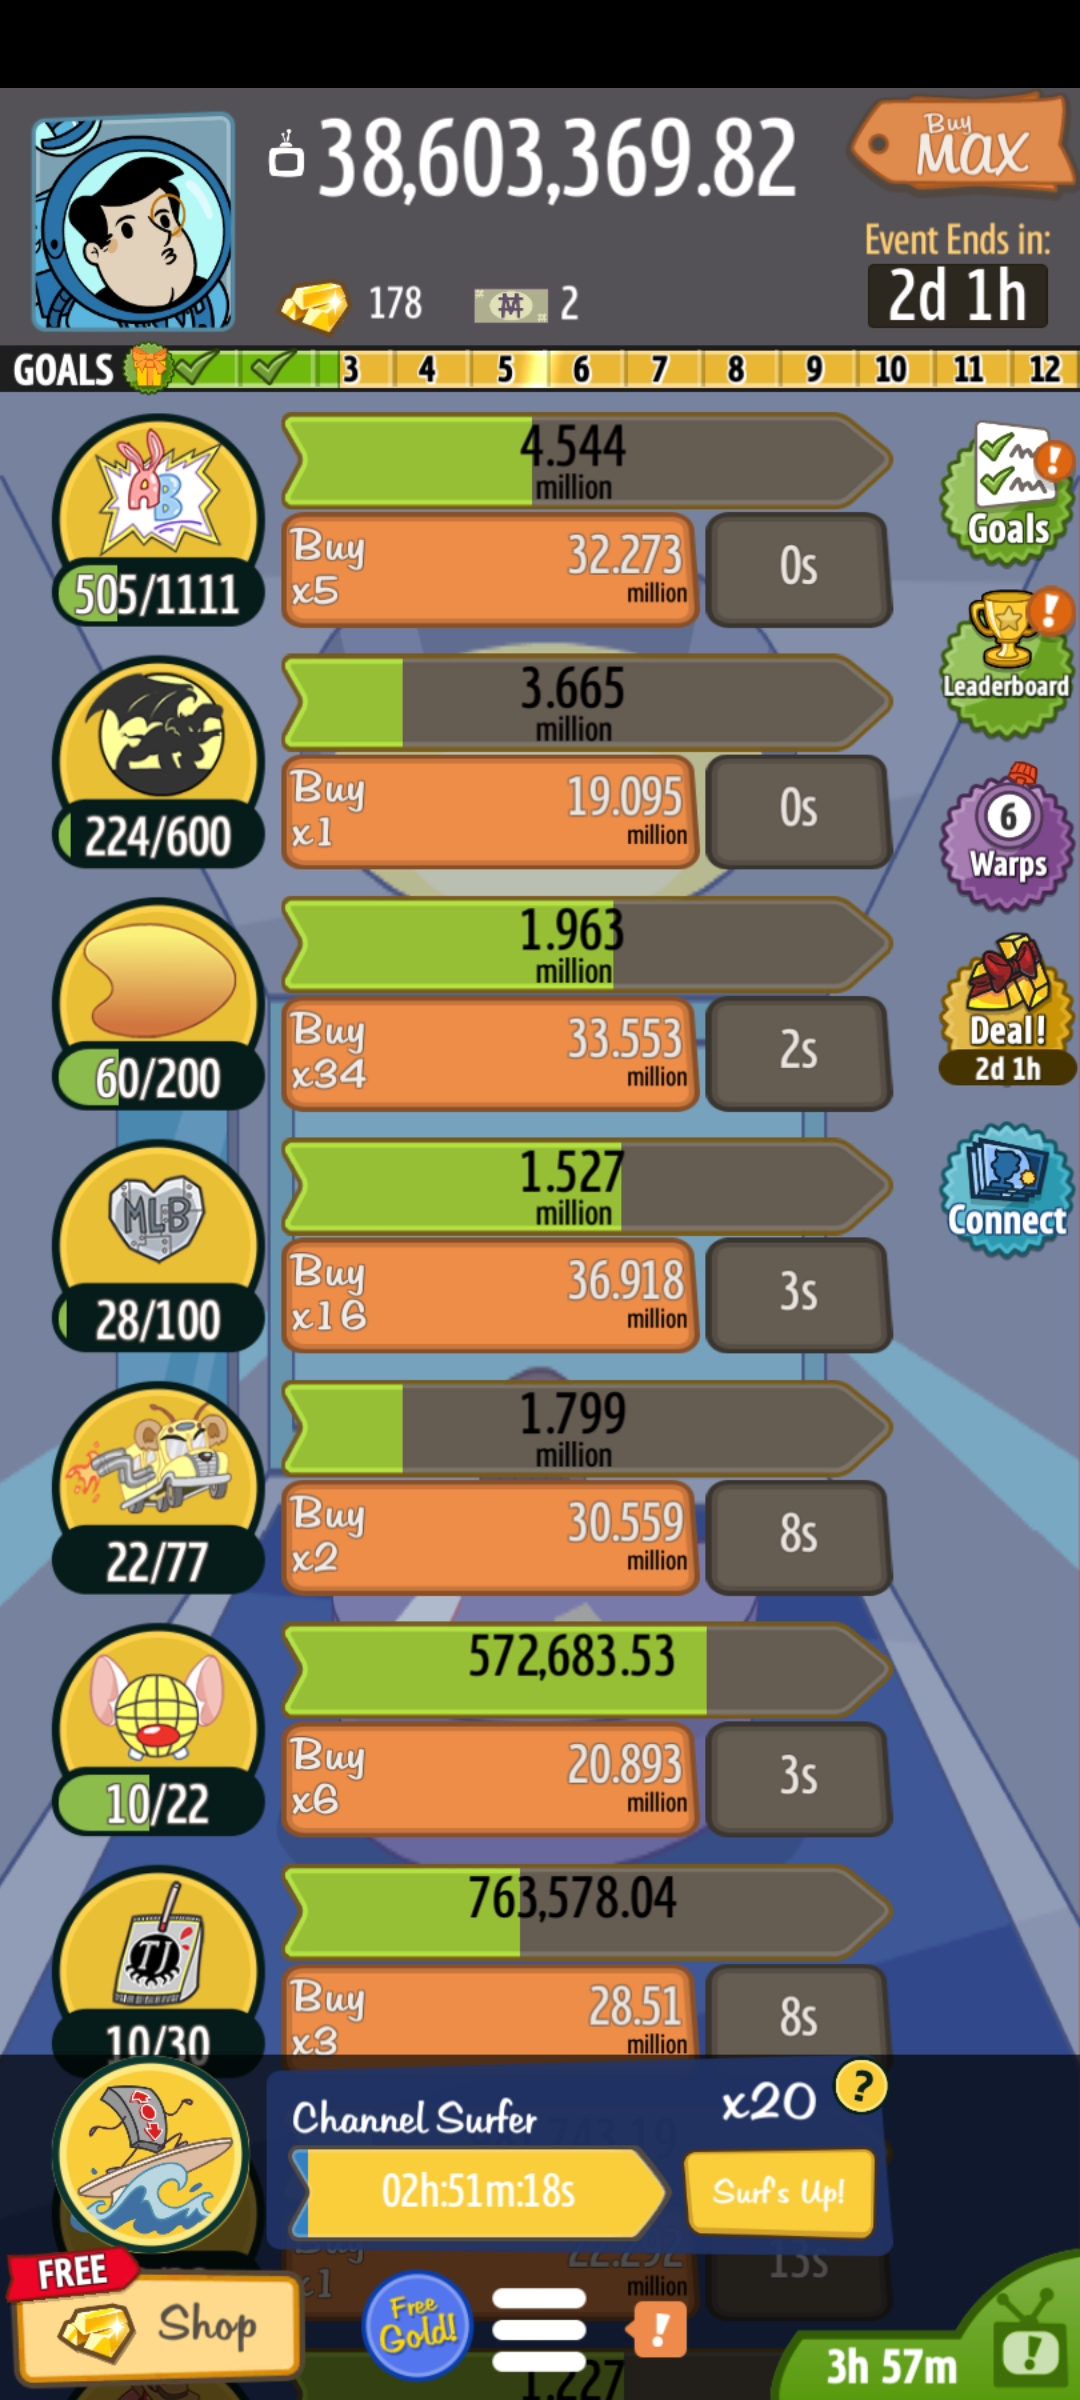 38,603,369.82
Buy
MAX
Event Ends in:
2d 1h
178
2
GOALS
3 4 5 6 7 8 9 10 11 12
AB
4.544
million
505/1111
Buy
x5
32.273
million
0s
Goals
3.665
million
224/600
Buy
x1
19.095
million
0s
Leaderboard
6
Warps
1.963
million
60/200
Buy
x34
33.553
million
2s
Deal!
2d 1h
MLB
1.527
million
28/100
Buy
x16
36.918
million
3s
Connect
1.799
million
22/77
Buy
x2
30.559
million
8s
572,683.53
10/22
Buy
x6
20.893
million
3s
TJ
763,578.04
10/30
Buy
x3
28.51
million
8s
Channel Surfer
x20
?
02h:51m:18s
Surf's Up!
Buy
x1
22.292
million
13s
FREE
Shop
Free
Gold!
!
3h 57m
1.227